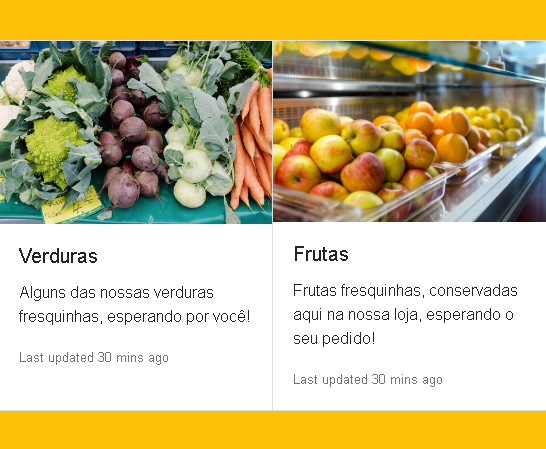 Verduras
Alguns das nossas verduras
fresquinhas, esperando por você!
Last updated 30 mins ago
Frutas
Frutas fresquinhas, conservadas
aqui na nossa loja, esperando o
seu pedido!
Last updated 30 mins ago